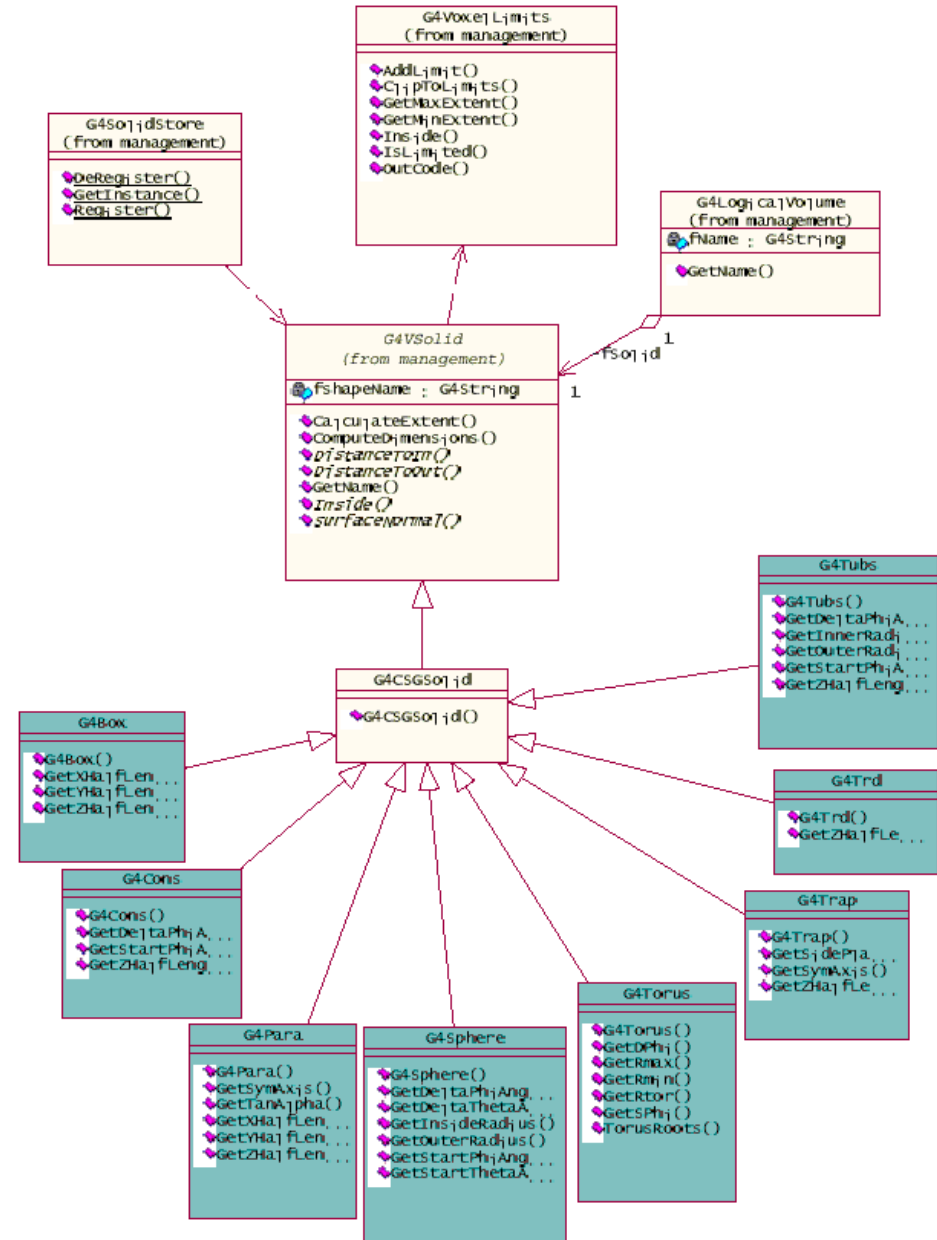 G4VoxelLimits
(from management)
AddLimit()
ClipToLimits()
GetMaxExtent()
GetMinExtent()
Inside()
IsLimited()
OutCode()
G4SolidStore
(from management)
DeRegister()
GetInstance()
Register()
G4LogicalVolume
(from management)
fName : G4String
GetName()
1
-fSolid
1
G4VSolid
(from management)
fshapeName : G4String
CalculateExtent()
ComputeDimensions()
DistanceToIn()
DistanceToOut()
GetName()
Inside()
SurfaceNormal()
G4Tubs
G4Tubs()
GetDeltaPhiA...
GetInnerRadi...
GetOuterRadi...
GetStartPhiA...
GetZHalfLeng...
G4CSGSolid
G4CSGSolid()
G4Box
G4Box()
GetXHalfLen...
GetYHalfLen...
GetZHalfLen...
G4Trd
G4Trd()
GetZHalfLe...
G4Cons
G4Cons()
GetDeltaPhiA...
GetStartPhiA...
GetZHalfLeng...
G4Trap
G4Trap()
GetSidePla...
GetSymAxis()
GetZHalfLe...
G4Para
G4Para()
GetSymAxis()
GetTanAlpha()
GetXHalfLen...
GetYHalfLen...
GetZHalfLen...
G4Sphere
G4Sphere()
GetDeltaPhiAng...
GetDeltaThetaA...
GetInsideRadius()
GetOuterRadius()
GetStartPhiAng...
GetStartThetaA...
G4Torus
G4Torus()
GetDPhi()
GetRmax()
GetRmin()
GetRtor()
GetSPhi()
TorusRoots()